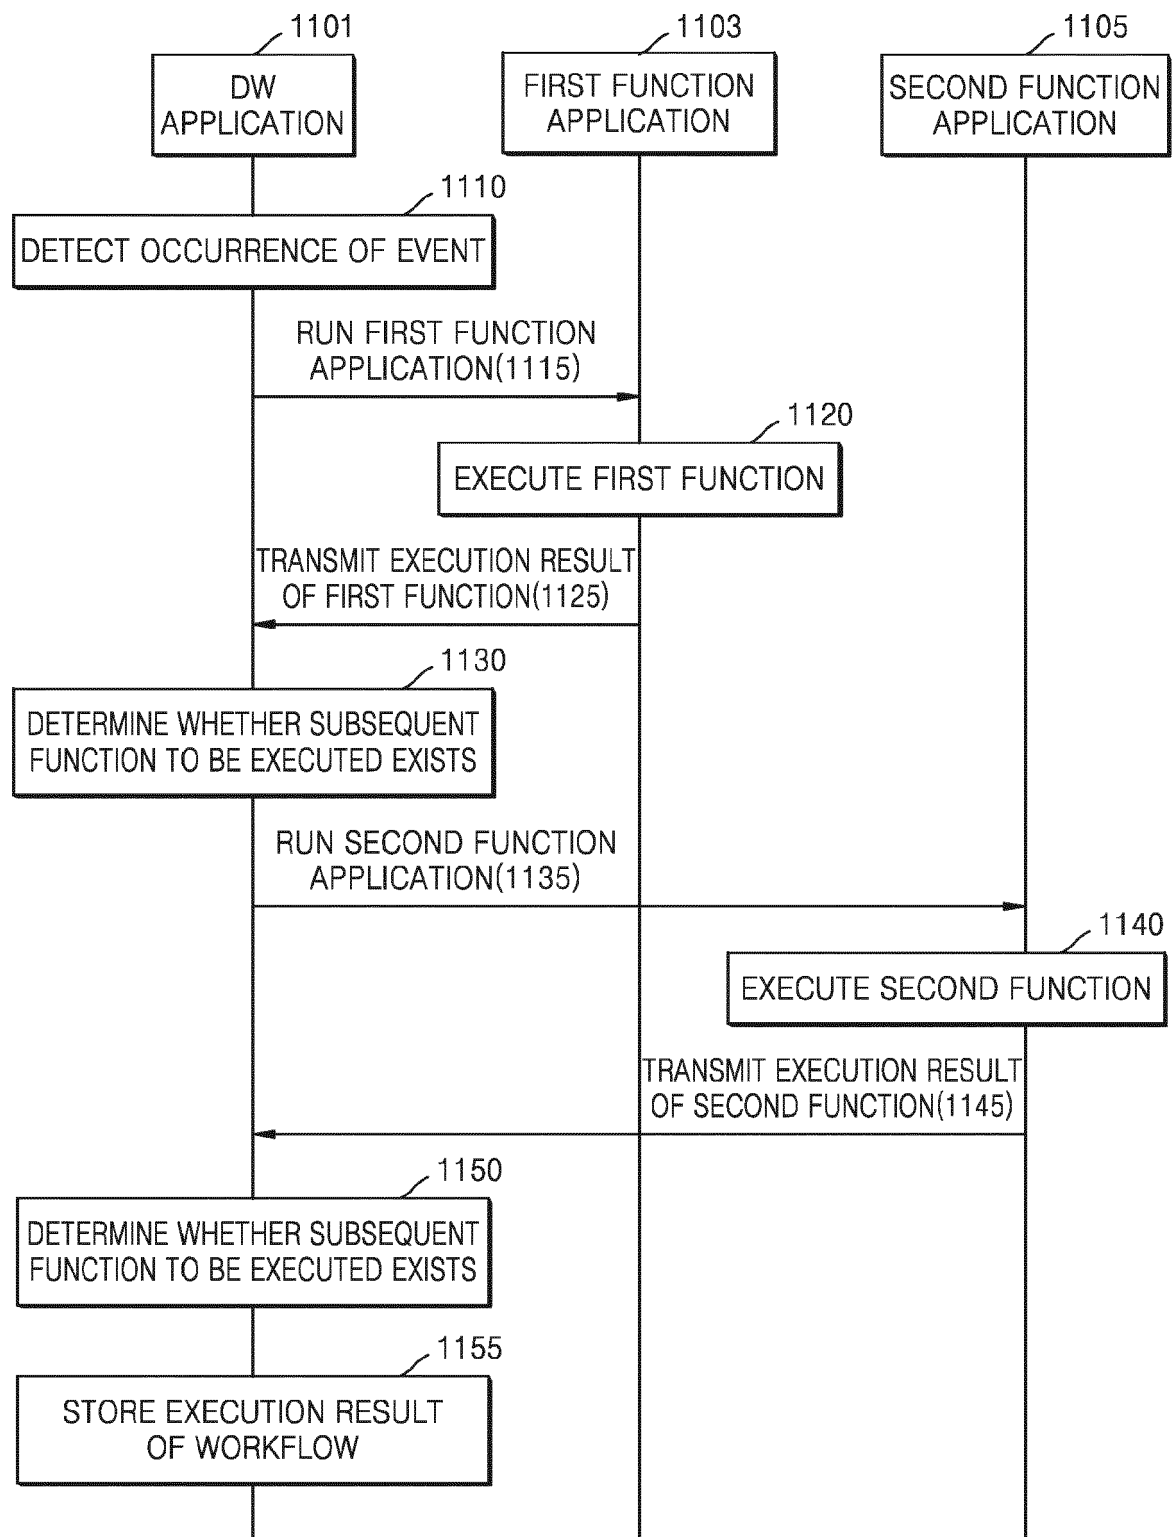 1101
1103
1105
DW
APPLICATION
FIRST FUNCTION
APPLICATION
SECOND FUNCTION
APPLICATION
1110
DETECT OCCURRENCE OF EVENT
RUN FIRST FUNCTION
APPLICATION(1115)
1120
EXECUTE FIRST FUNCTION
TRANSMIT EXECUTION RESULT
OF FIRST FUNCTION(1125)
1130
DETERMINE WHETHER SUBSEQUENT
FUNCTION TO BE EXECUTED EXISTS
RUN SECOND FUNCTION
APPLICATION(1135)
1140
EXECUTE SECOND FUNCTION
TRANSMIT EXECUTION RESULT
OF SECOND FUNCTION(1145)
1150
DETERMINE WHETHER SUBSEQUENT
FUNCTION TO BE EXECUTED EXISTS
1155
STORE EXECUTION RESULT
OF WORKFLOW